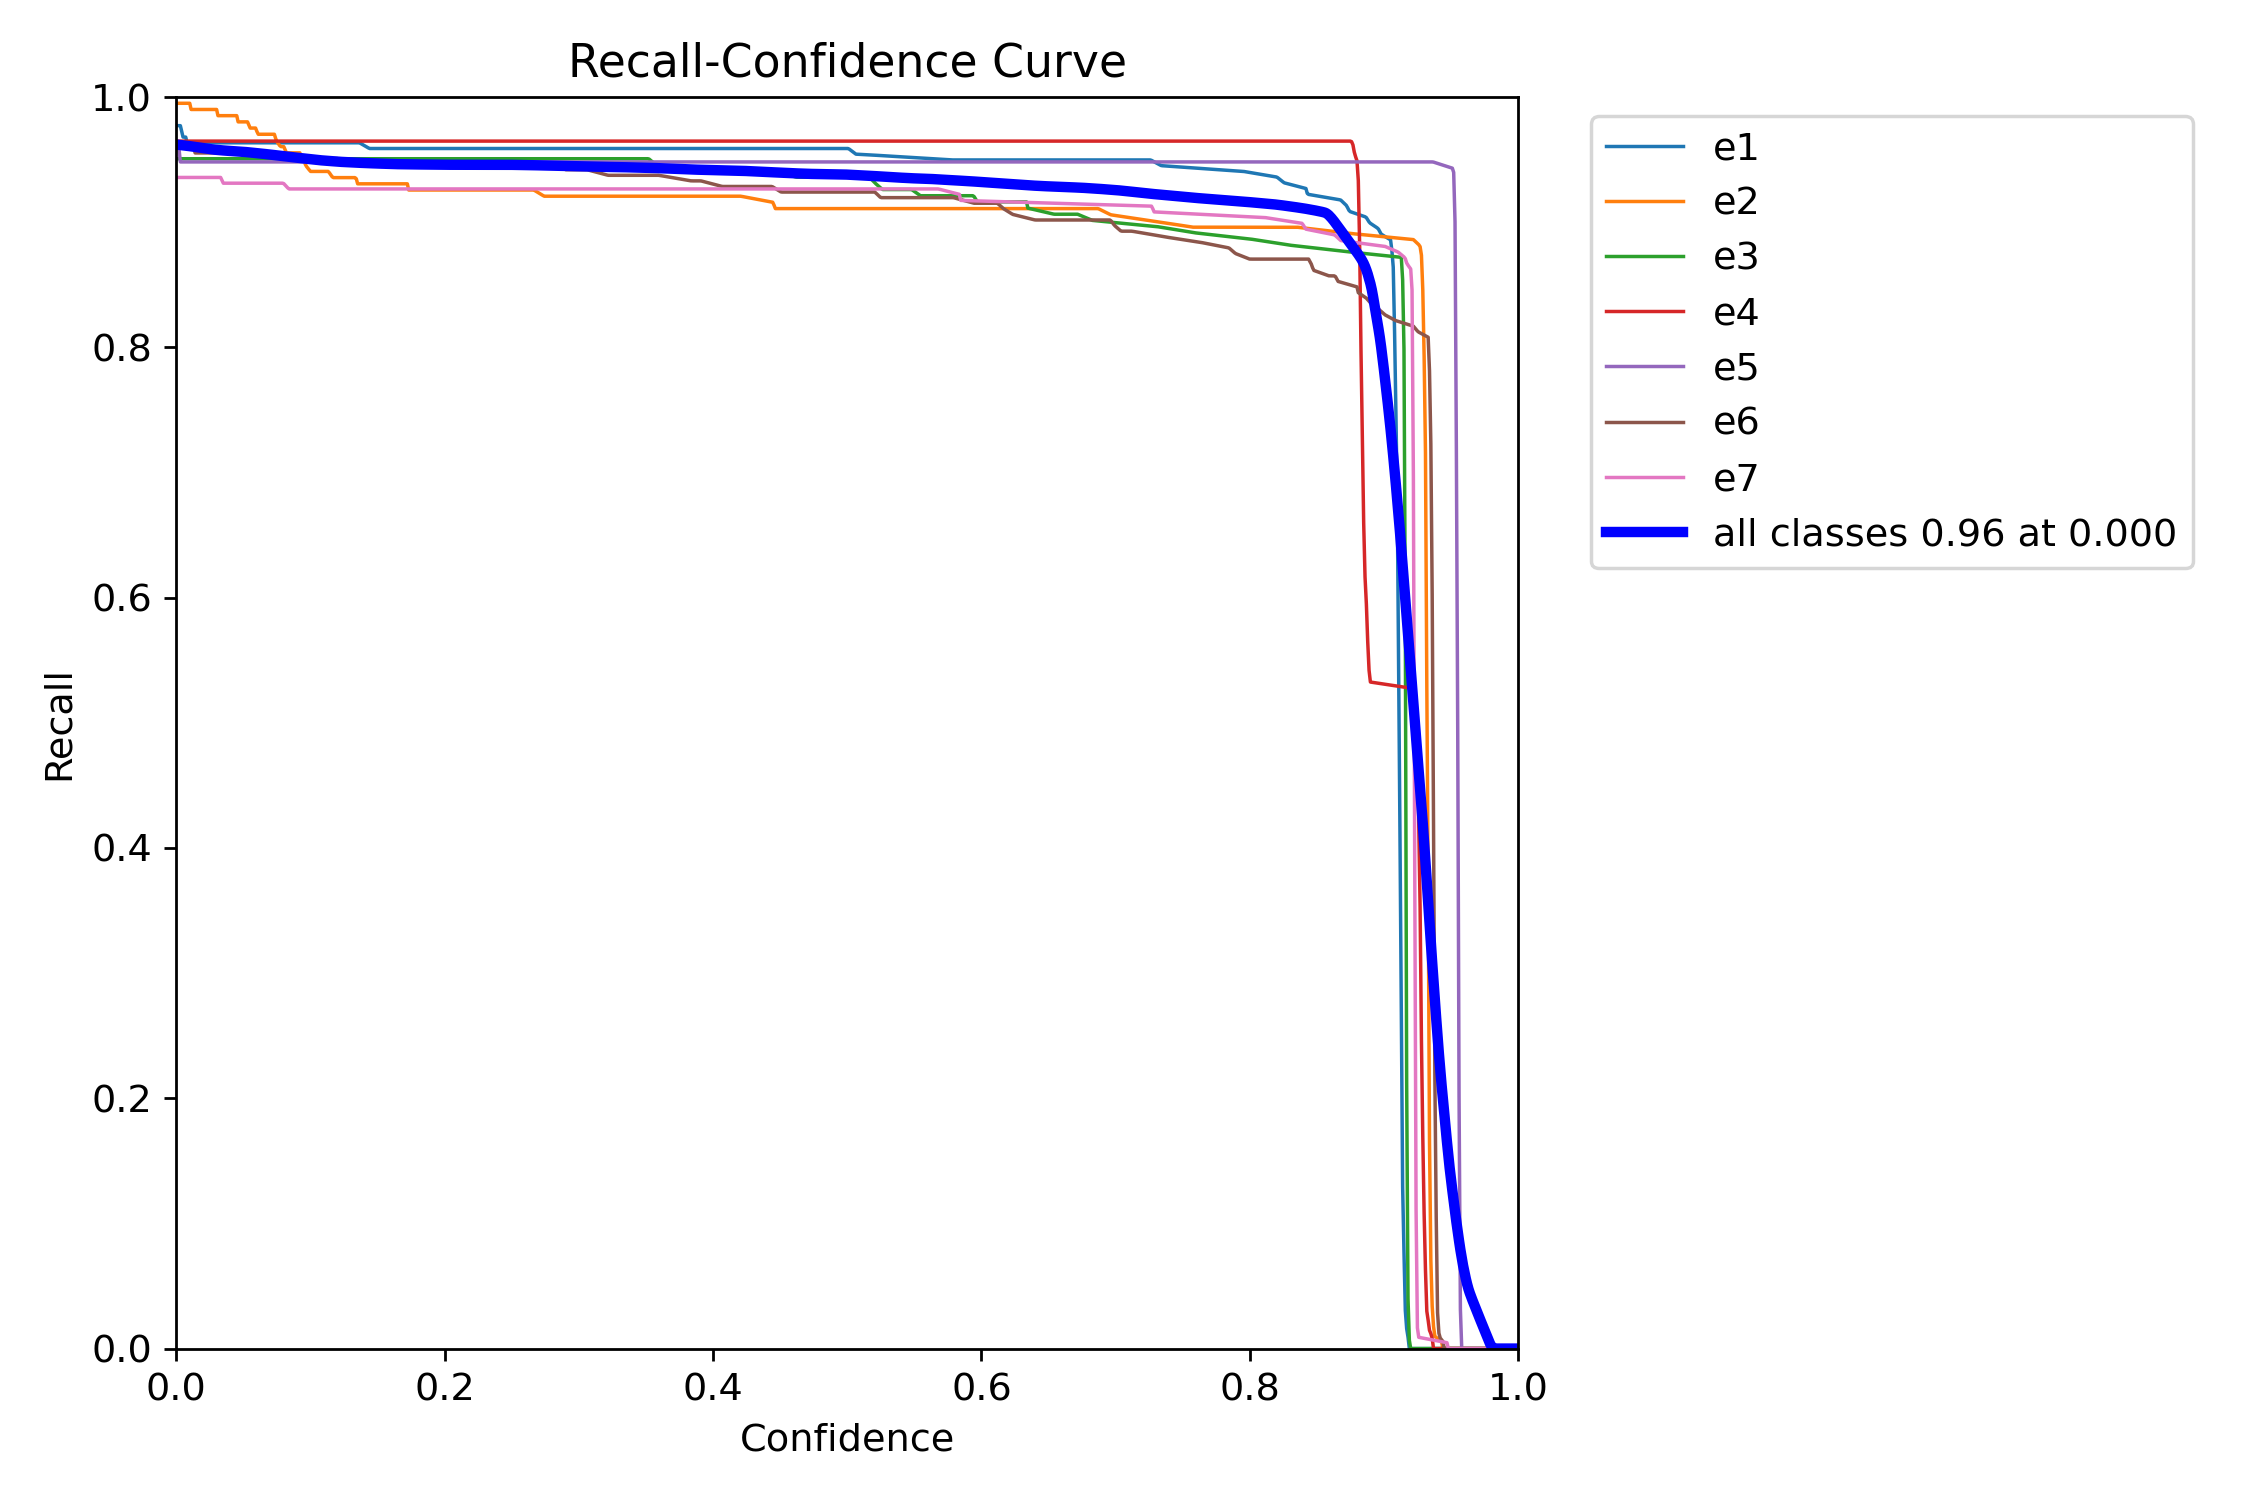 Recall-Confidence Curve
1.0
0.8
0.6
0.4
0.2
0.0
Recall
0.0 0.2 0.4 0.6 0.8 1.0
Confidence
e1
e2
e3
e4
e5
e6
e7
all classes 0.96 at 0.000